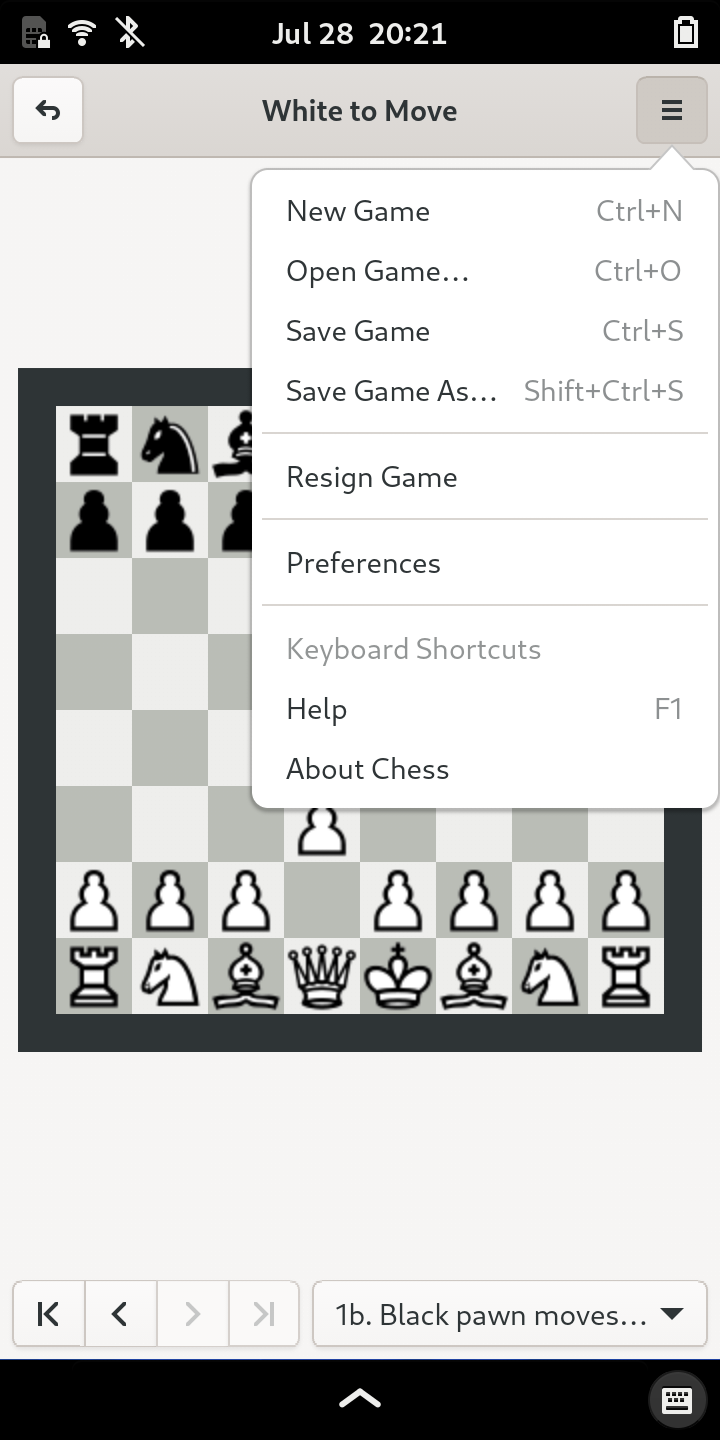 Jul 28 20:21
White to Move
New Game Ctrl+N
Open Game... Ctrl+O
Save Game Ctrl+S
Save Game As... Shift+Ctrl+S
Resign Game
Preferences
Keyboard Shortcuts
Help F1
About Chess
1b. Black pawn moves...